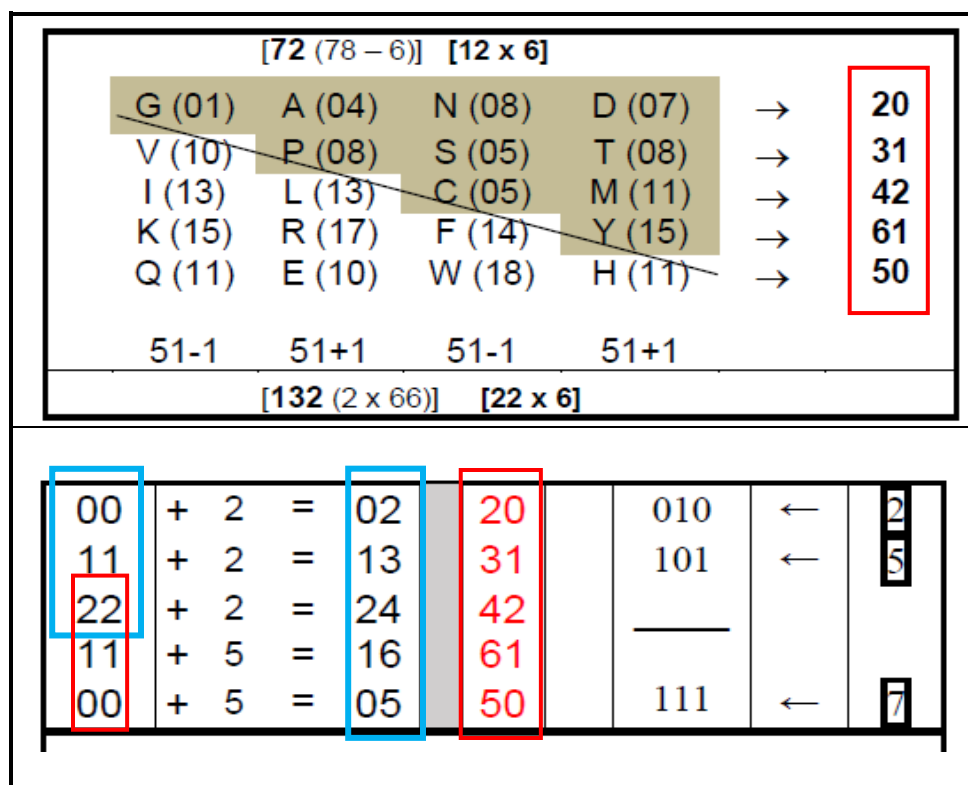 [72 (78 – 6)] [12 x 6]
G (01) A (04) N (08) D (07) → 20
V (10) P (08) S (05) T (08) → 31
I (13) L (13) C (05) M (11) → 42
K (15) R (17) F (14) Y (15) → 61
Q (11) E (10) W (18) H (11) → 50
51-1 51+1 51-1 51+1
[132 (2 x 66)] [22 x 6]
00 + 2 = 02 20 010 ← 2
11 + 2 = 13 31 101 ← 5
22 + 2 = 24 42
11 + 5 = 16 61
00 + 5 = 05 50 111 ← 7